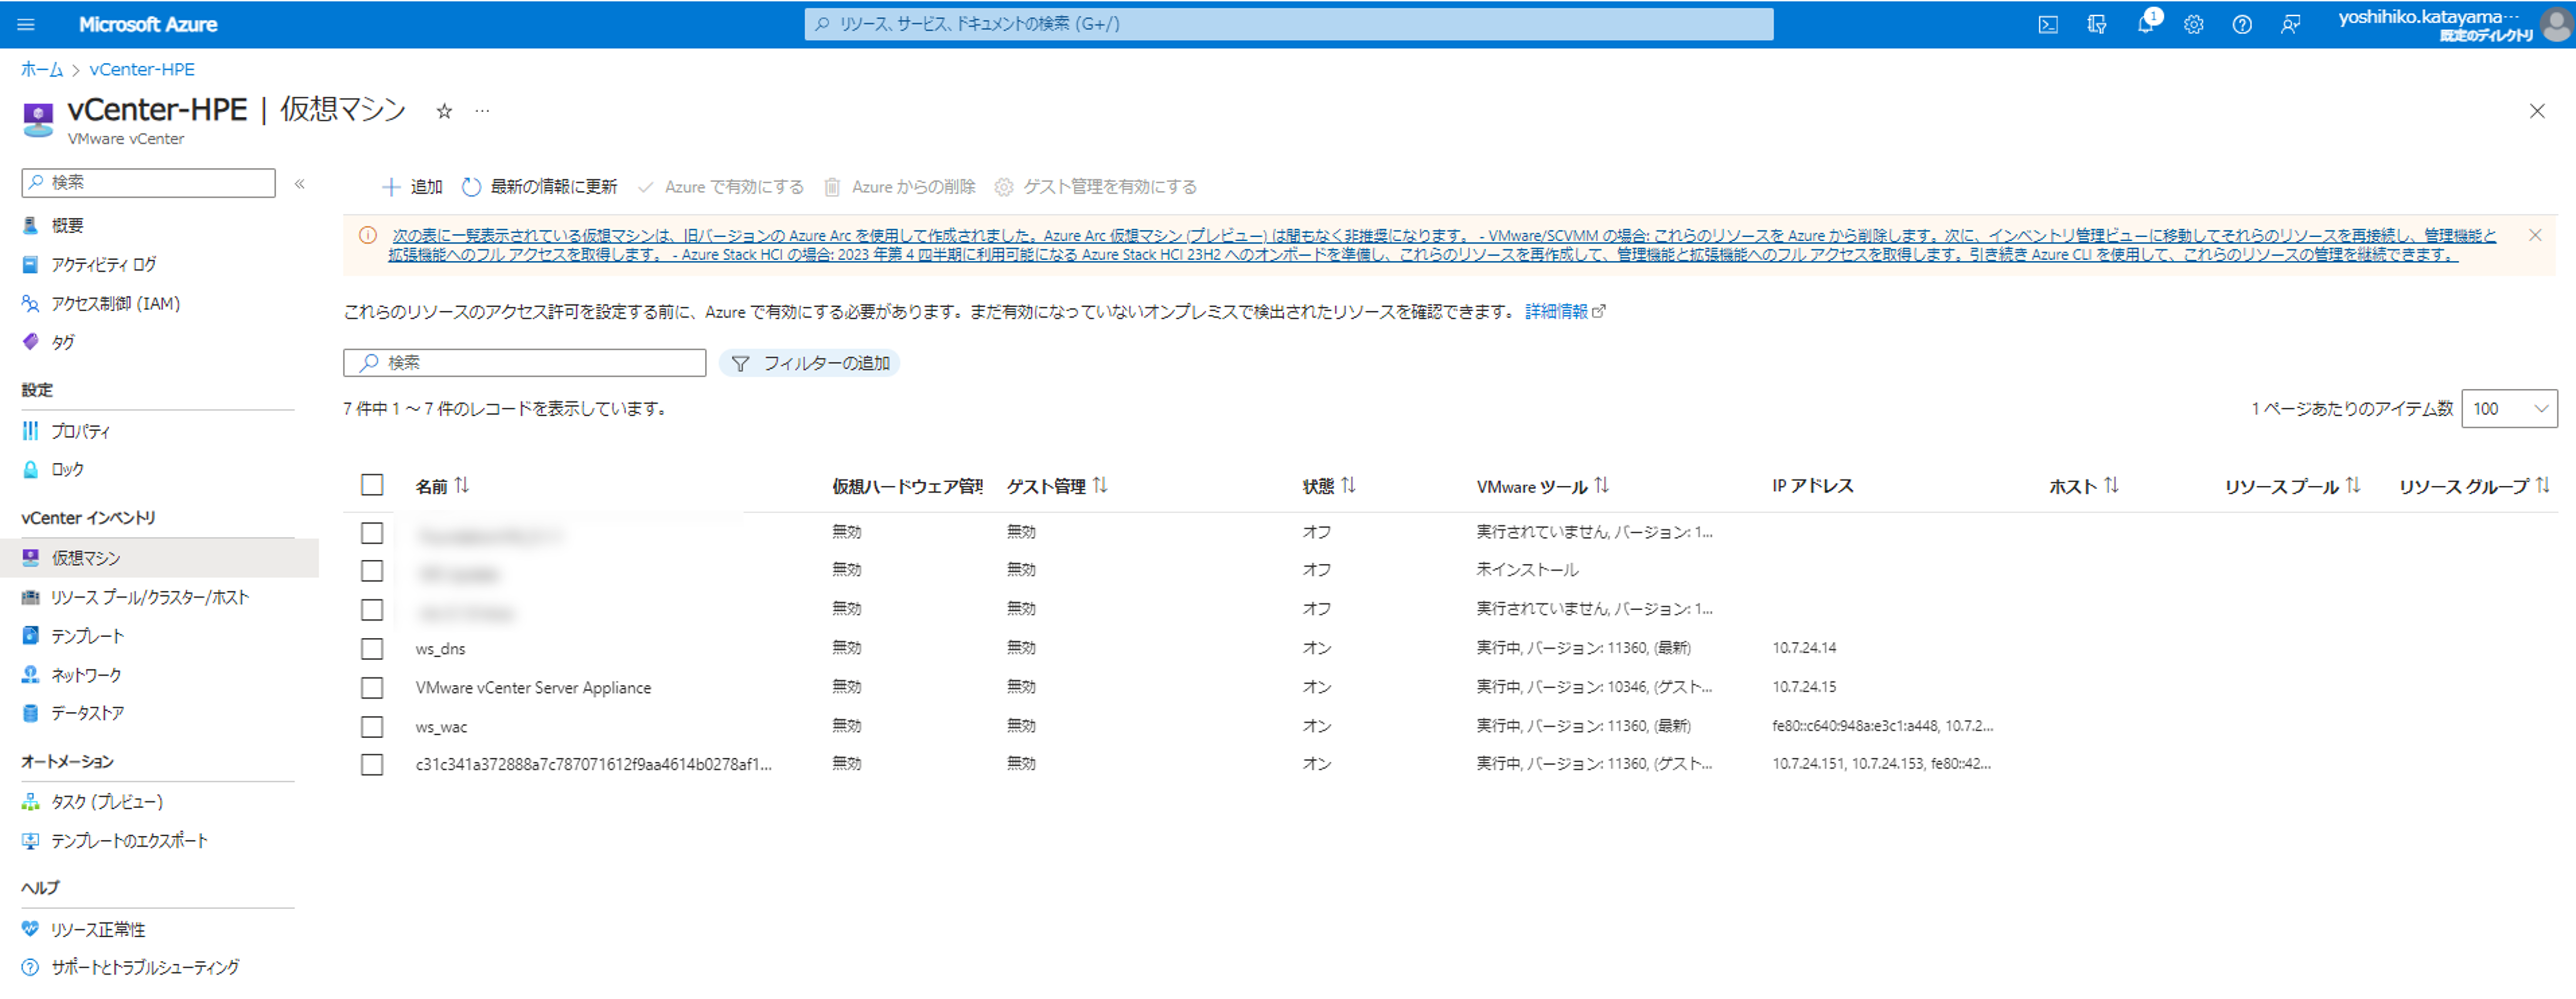 Microsoft Azure
リソース、サービス、ドキュメントの検索 (G+/)
1
yoshihiko.katayama…
既定のディレクトリ
ホーム > vCenter-HPE
vCenter-HPE | 仮想マシン ☆ …
VMware vCenter
検索 «
概要
アクティビティ ログ
アクセス制御 (IAM)
タグ
設定
プロパティ
ロック
vCenter インベントリ
仮想マシン
リソース プール/クラスター/ホスト
テンプレート
ネットワーク
データストア
オートメーション
タスク (プレビュー)
テンプレートのエクスポート
ヘルプ
リソース正常性
サポートとトラブルシューティング
追加 最新の情報に更新 Azure で有効にする Azure からの削除 ゲスト管理を有効にする
次の表に一覧表示されている仮想マシンは、旧バージョンの Azure Arc を使用して作成されました。Azure Arc 仮想マシン (プレビュー) は間もなく非推奨になります。 - VMware/SCVMM の場合: これらのリソースを Azure から削除します。次に、インベントリ管理ビューに移動してそれらのリソースを再接続し、管理機能と
拡張機能へのフル アクセスを取得します。 - Azure Stack HCI の場合: 2023 年第 4 四半期に利用可能になる Azure Stack HCI 23H2 へのオンボードを準備し、これらのリソースを再作成して、管理機能と拡張機能へのフル アクセスを取得します。引き続き Azure CLI を使用して、これらのリソースの管理を継続できます。
これらのリソースのアクセス許可を設定する前に、Azure で有効にする必要があります。まだ有効になっていないオンプレミスで検出されたリソースを確認できます。 詳細情報
検索 フィルターの追加
7 件中 1 ～ 7 件のレコードを表示しています。 1 ページあたりのアイテム数 100
名前 仮想ハードウェア管理 ゲスト管理 状態 VMware ツール IP アドレス ホスト リソース プール リソース グループ
無効 無効 オフ 実行されていません, バージョン: 1...
無効 無効 オフ 未インストール
無効 無効 オフ 実行されていません, バージョン: 1...
ws_dns 無効 無効 オン 実行中, バージョン: 11360, (最新) 10.7.24.14
VMware vCenter Server Appliance 無効 無効 オン 実行中, バージョン: 10346, (ゲスト... 10.7.24.15
ws_wac 無効 無効 オン 実行中, バージョン: 11360, (最新) fe80::c640:948a:e3c1:a448, 10.7.2...
c31c341a372888a7c787071612f9aa4614b0278af1... 無効 無効 オン 実行中, バージョン: 11360, (ゲスト... 10.7.24.151, 10.7.24.153, fe80::42...